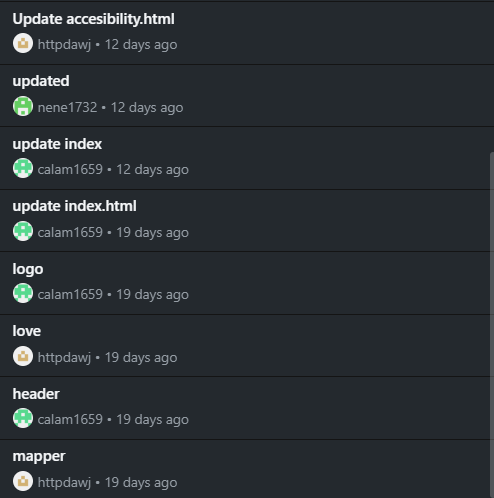 Update accesibility.html
httpdawj • 12 days ago
updated
nene1732 • 12 days ago
update index
calam1659 • 12 days ago
update index.html
calam1659 • 19 days ago
logo
calam1659 • 19 days ago
love
httpdawj • 19 days ago
header
calam1659 • 19 days ago
mapper
httpdawj • 19 days ago